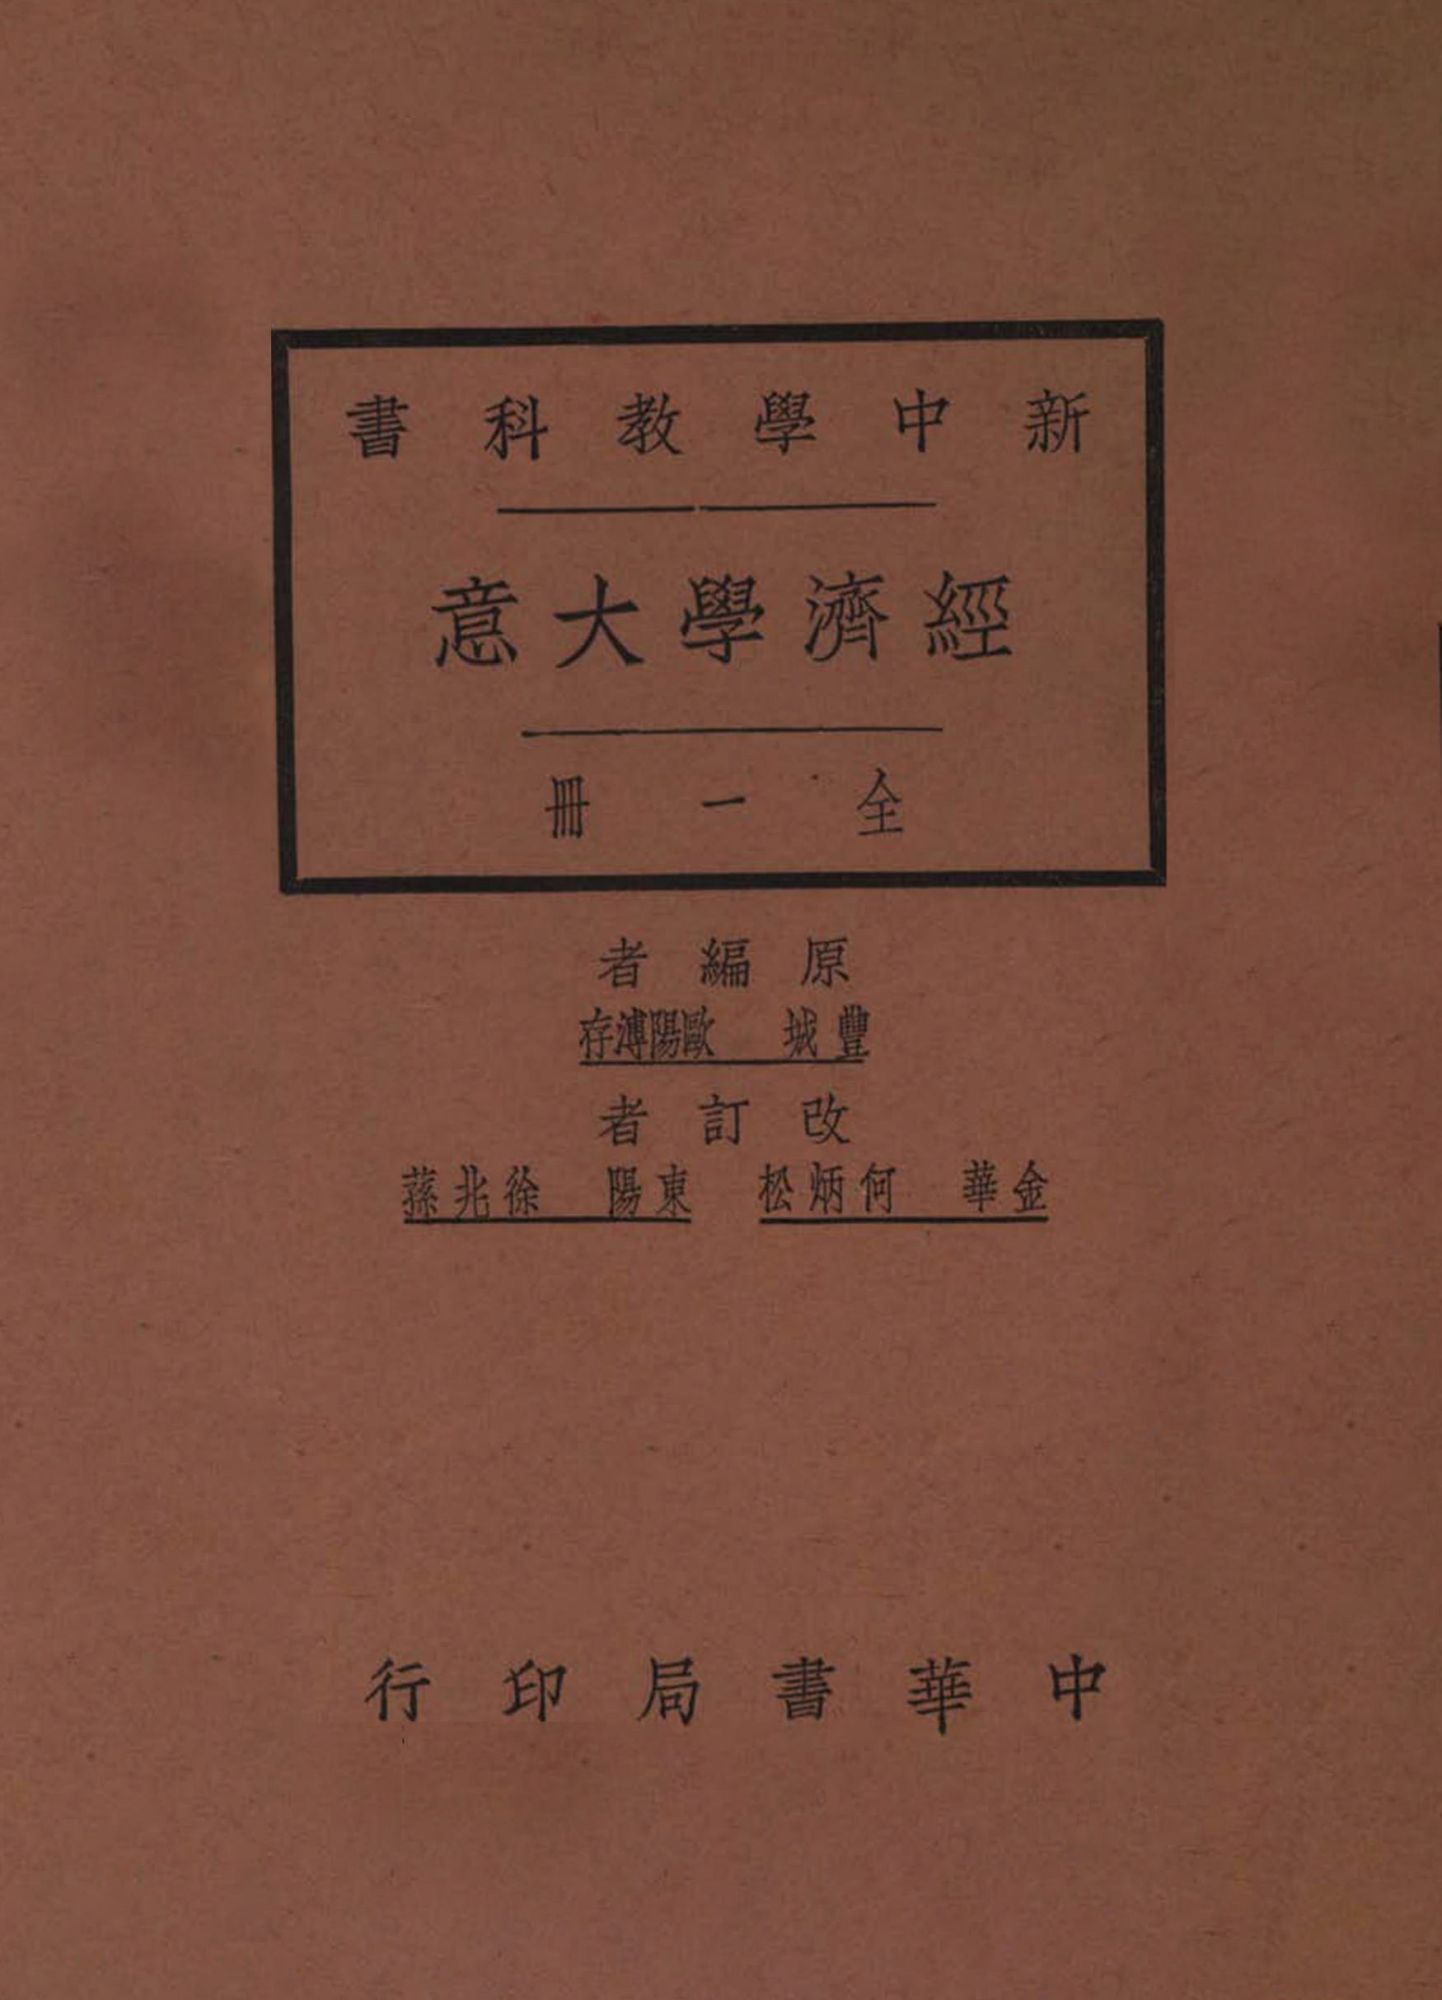 新中學教科書
經濟學大意
全一冊
原編者
豐城 歐陽溥存
改訂者
金華 何炳松 東陽 徐兆蓀
中華書局印行